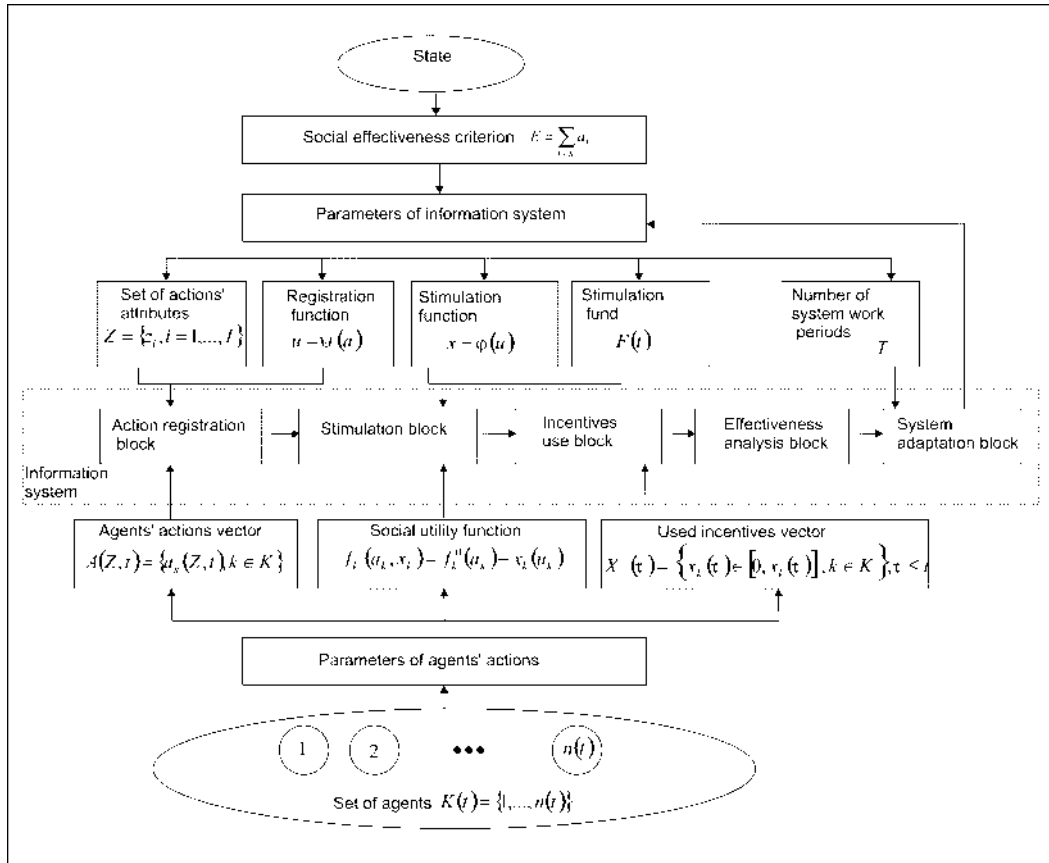 State
Social effectiveness criterion
Parameters of information system
Set of actions'
attributes
Z = {z_i, i = 1,..., I}
Registration
function
Stimulation
function
x = φ(u)
Stimulation
fund
F(t)
Number of
system work
periods
T
Action registration
block
Stimulation block
Incentives
use block
Effectiveness
analysis block
System
adaptation block
Information
system
Agents' actions vector
A(Z,t) = {a_k(Z,t), k ∈ K}
Social utility function
Used incentives vector
Parameters of agents' actions
1
2
•••
n(t)
Set of agents K(t) = {1,..., n(t)}